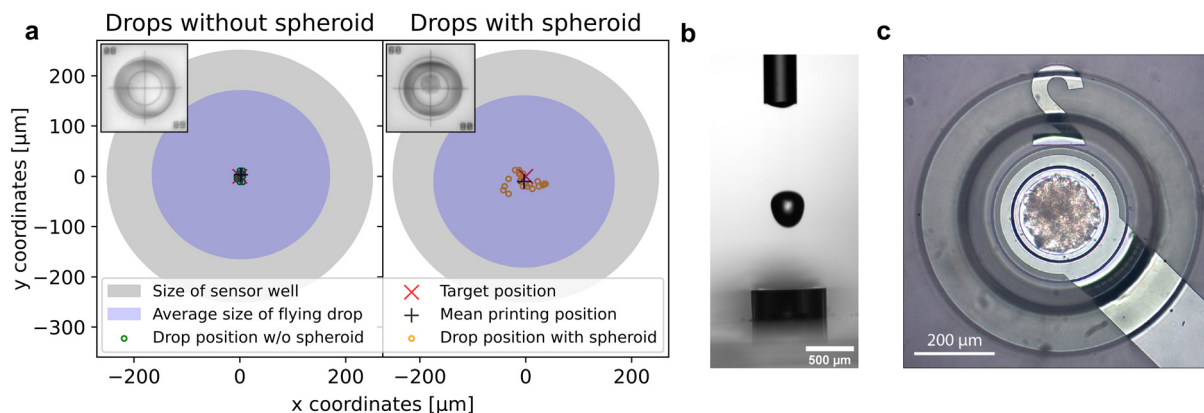 a
Drops without spheroid
Drops with spheroid
b
c
y coordinates [µm]
200
100
0
−100
−200
−300
Size of sensor well
Average size of flying drop
Drop position w/o spheroid
Target position
Mean printing position
Drop position with spheroid
−200
0
200
−200
0
200
x coordinates [µm]
500 µm
2
200 µm